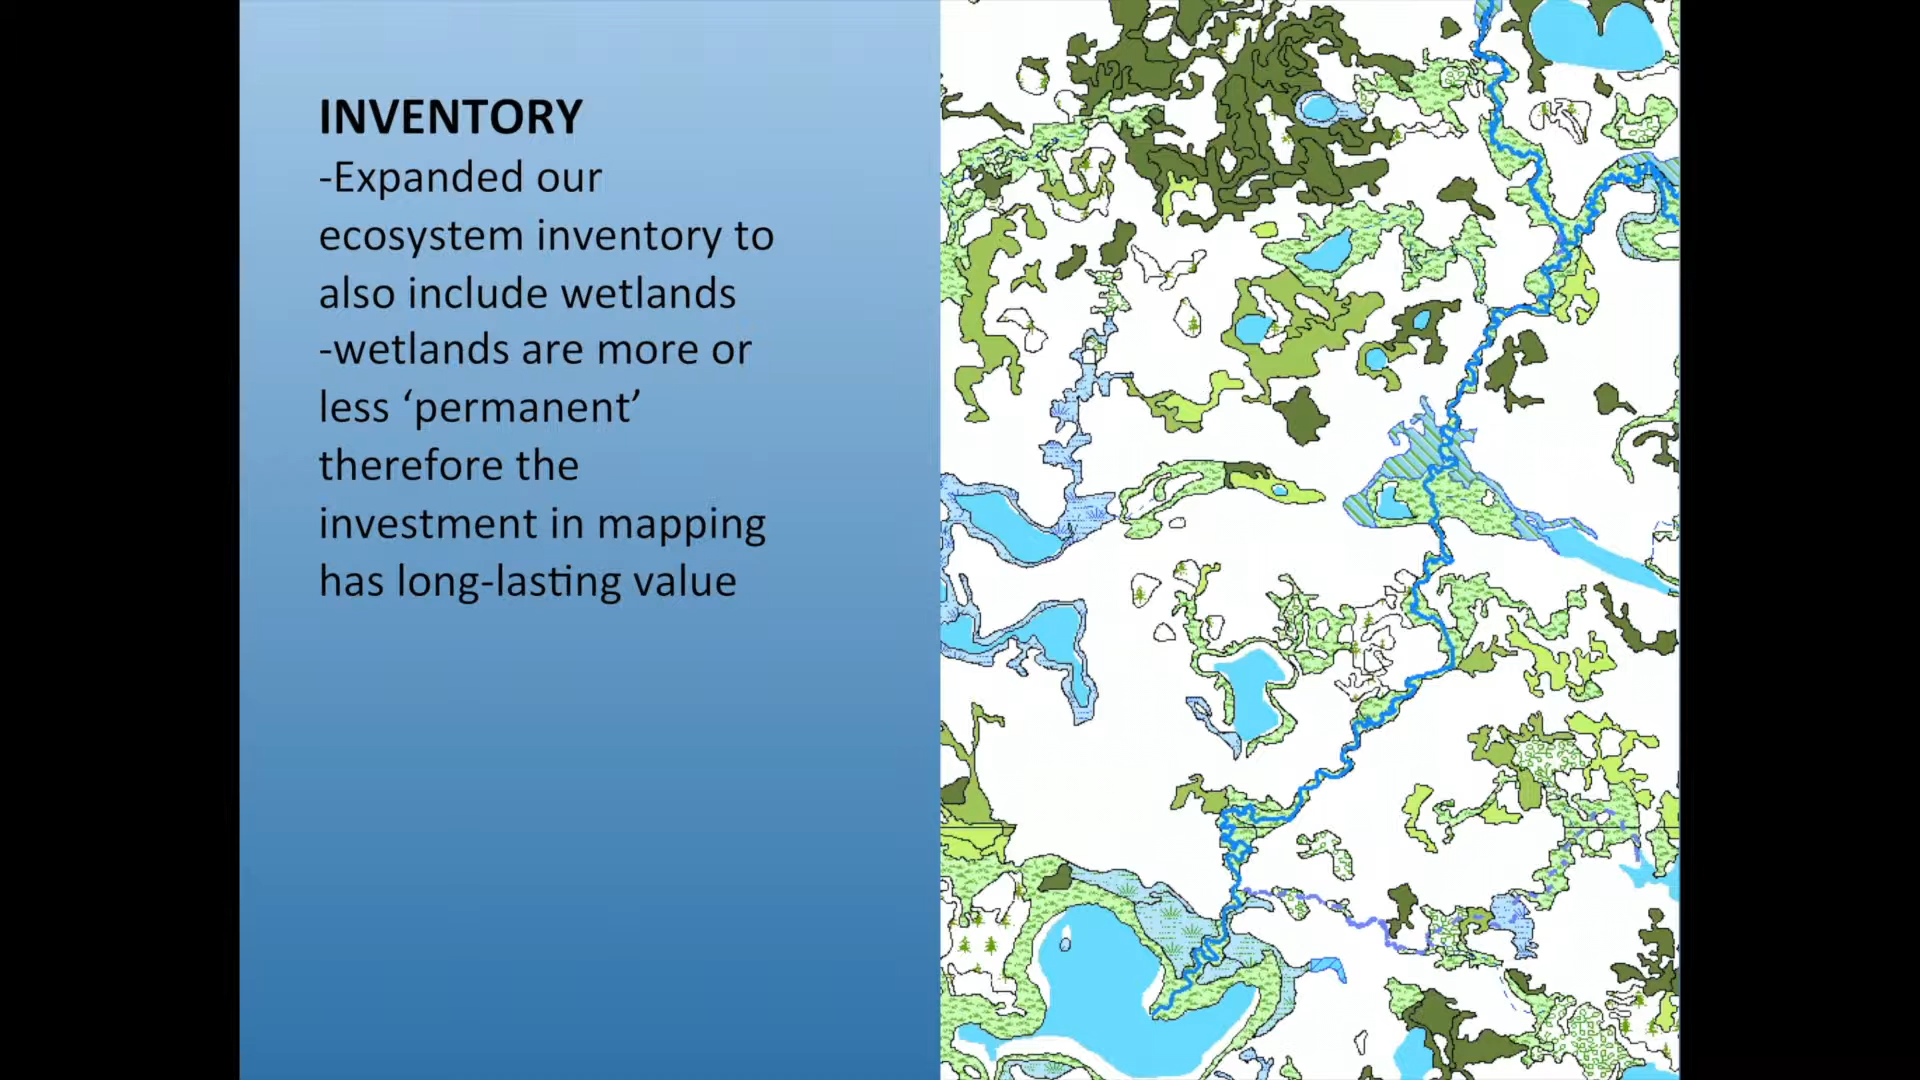 INVENTORY
-Expanded our
ecosystem inventory to
also include wetlands
-wetlands are more or
less ‘permanent’
therefore the
investment in mapping
has long-lasting value